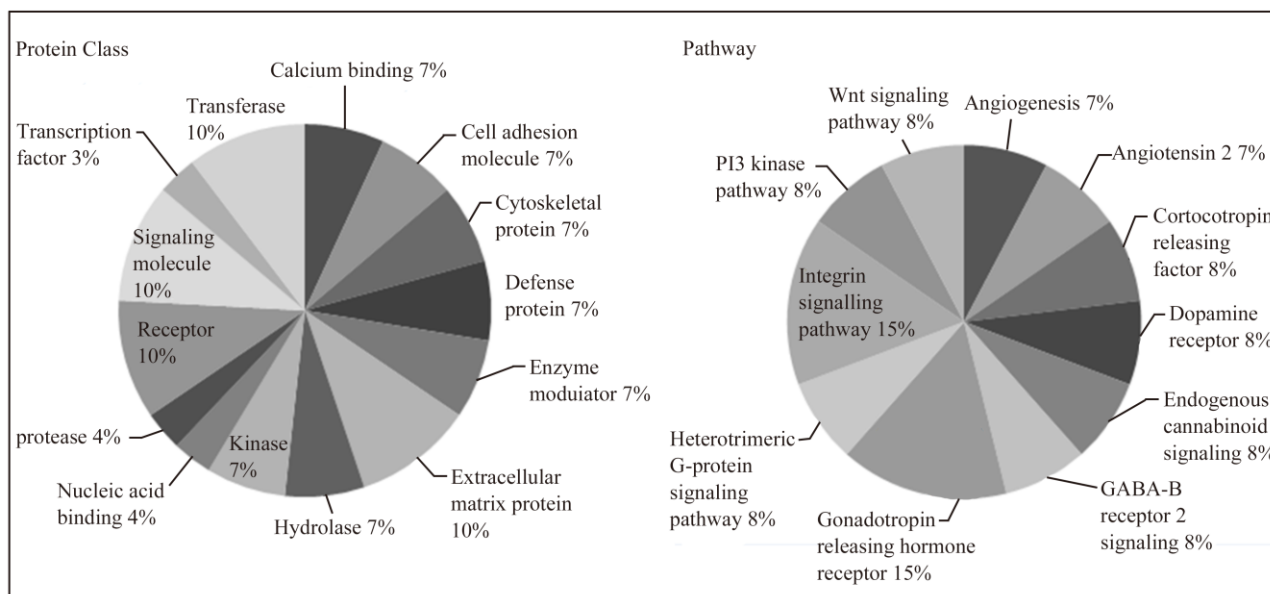 Protein Class
Calcium binding 7%
Cell adhesion
molecule 7%
Cytoskeletal
protein 7%
Defense
protein 7%
Enzyme
moduiator 7%
Extracellular
matrix protein
10%
Hydrolase 7%
Kinase
7%
Nucleic acid
binding 4%
protease 4%
Receptor
10%
Signaling
molecule
10%
Transcription
factor 3%
Transferase
10%
Pathway
Angiogenesis 7%
Angiotensin 2 7%
Cortocotropin
releasing
factor 8%
Dopamine
receptor 8%
Endogenous
cannabinoid
signaling 8%
GABA-B
receptor 2
signaling 8%
Gonadotropin
releasing hormone
receptor 15%
Heterotrimeric
G-protein
signaling
pathway 8%
Integrin
signalling
pathway 15%
PI3 kinase
pathway 8%
Wnt signaling
pathway 8%